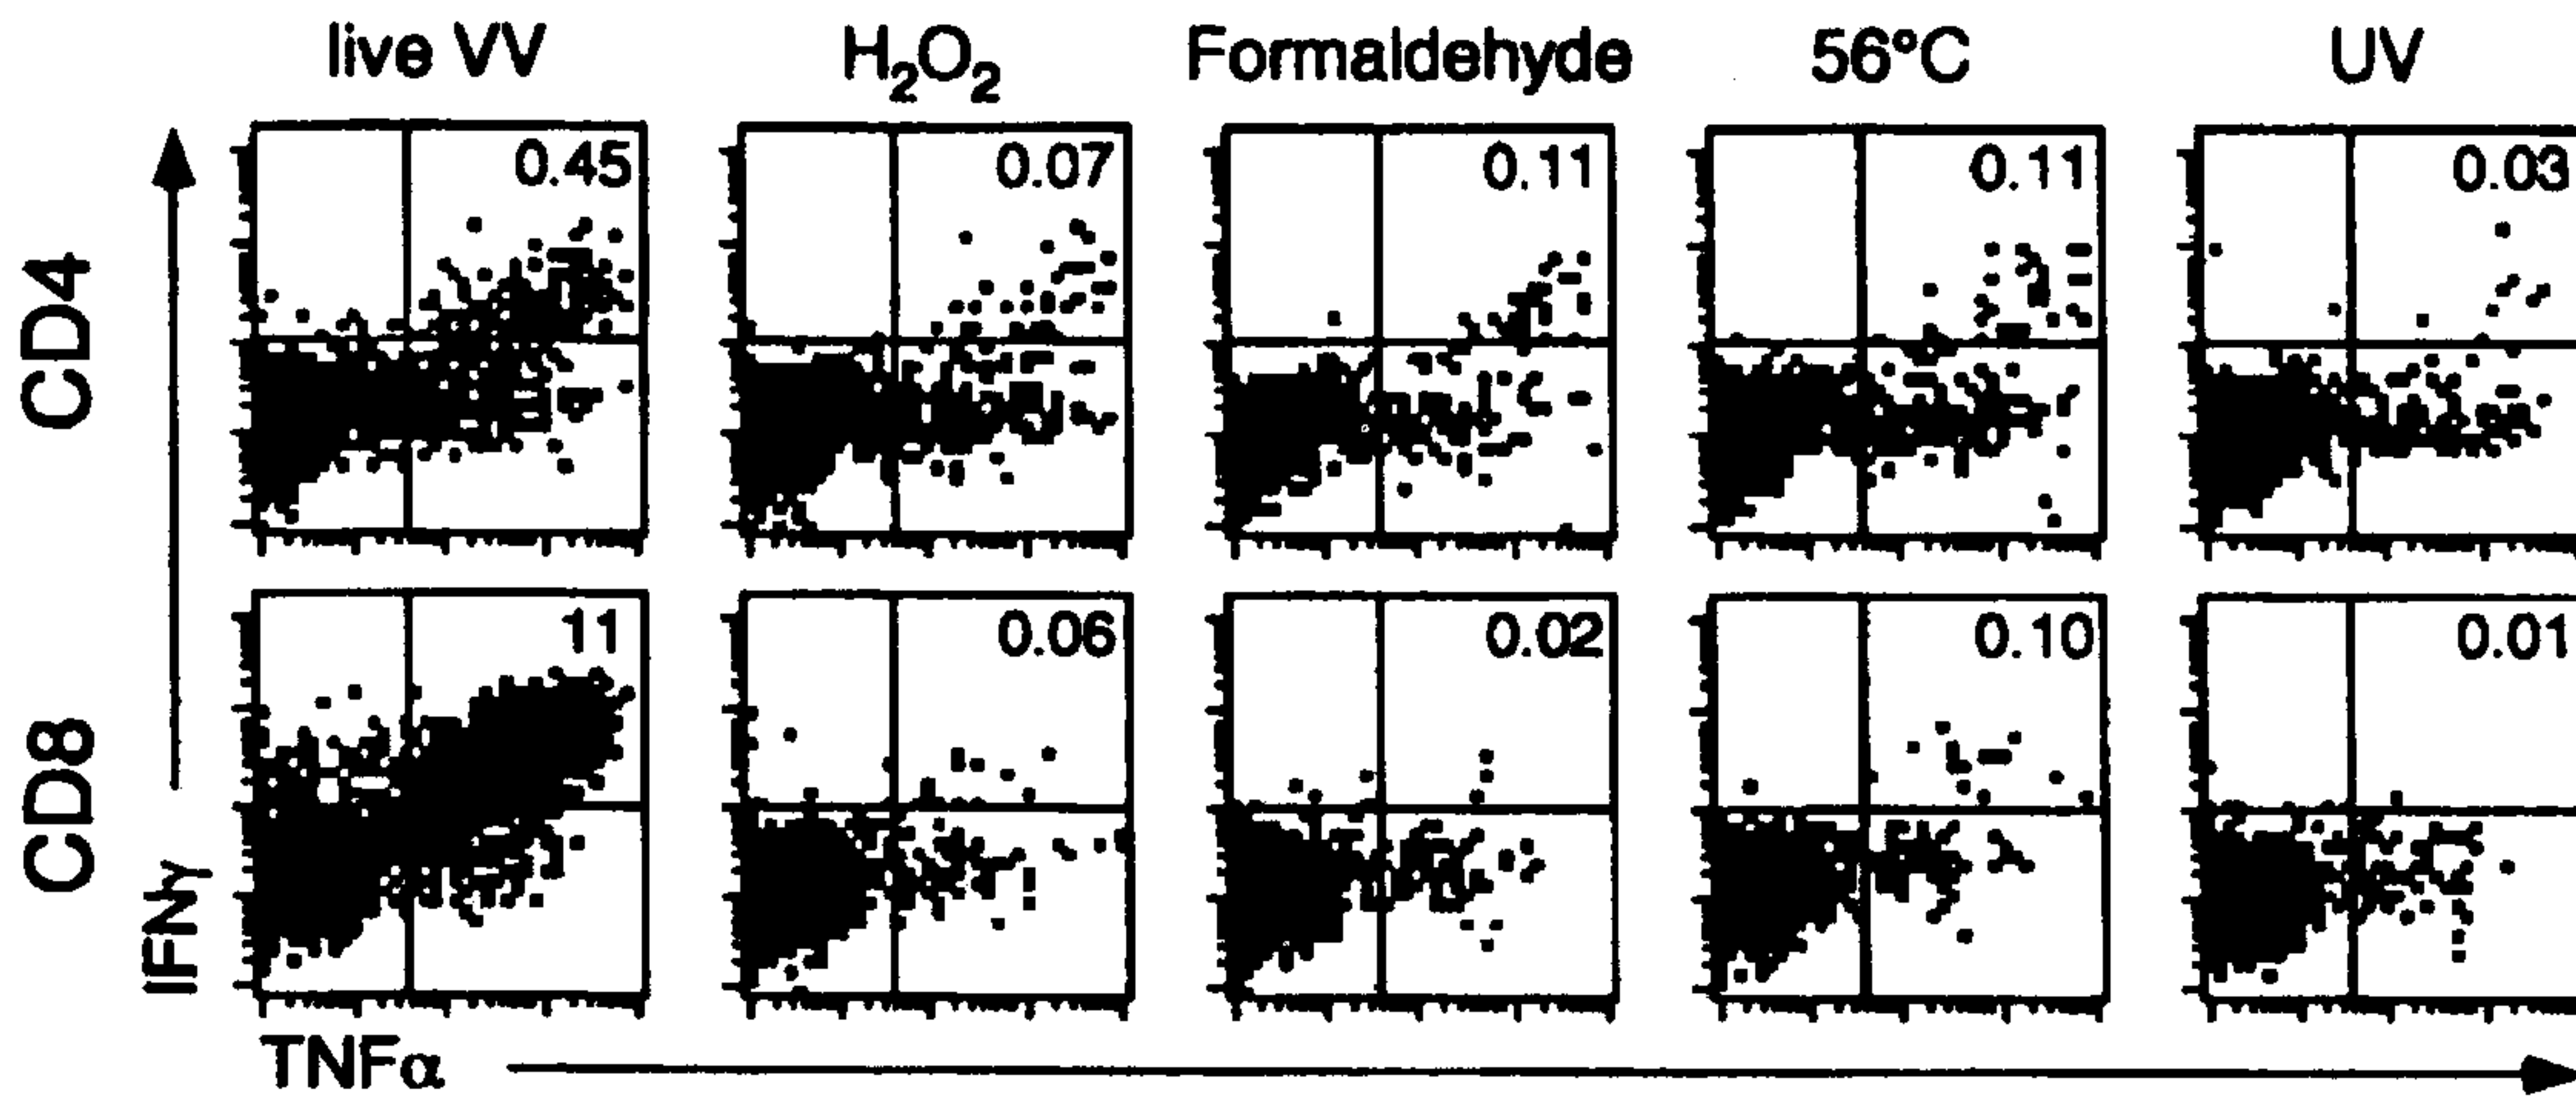 live VV H₂O₂ Formaldehyde 56°C UV
CD4
0.45 0.07 0.11 0.11 0.03
CD8
11 0.06 0.02 0.10 0.01
IFNγ
TNFα